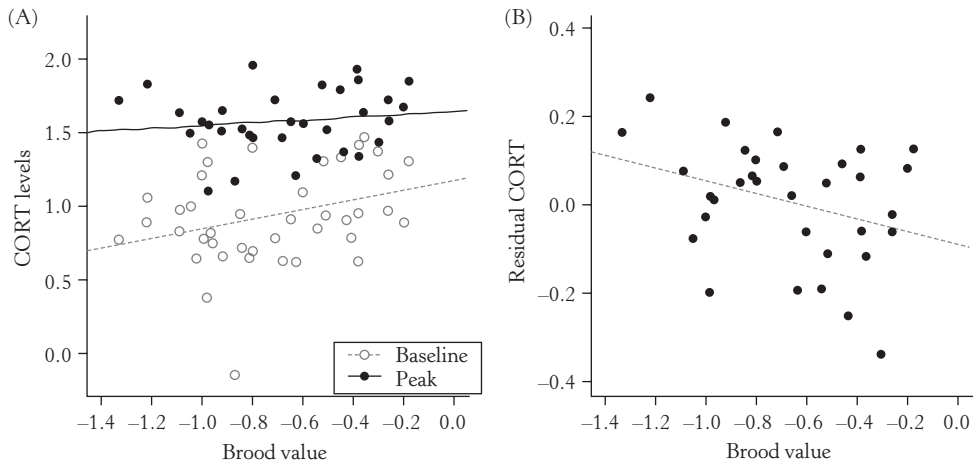 (A)
2.0
1.5
1.0
0.5
0.0
CORT levels
Baseline
Peak
−1.4 −1.2 −1.0 −0.8 −0.6 −0.4 −0.2 0.0
Brood value
(B)
0.4
0.2
0.0
−0.2
−0.4
Residual CORT
−1.4 −1.2 −1.0 −0.8 −0.6 −0.4 −0.2 0.0
Brood value